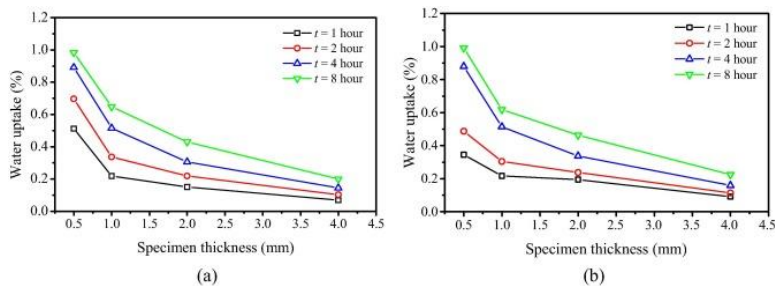 1.2
1.0
0.8
0.6
0.4
0.2
0.0
Water uptake (%)
t = 1 hour
t = 2 hour
t = 4 hour
t = 8 hour
0.5 1.0 1.5 2.0 2.5 3.0 3.5 4.0 4.5
Specimen thickness (mm)
(a)
1.2
1.0
0.8
0.6
0.4
0.2
0.0
Water uptake (%)
t = 1 hour
t = 2 hour
t = 4 hour
t = 8 hour
0.5 1.0 1.5 2.0 2.5 3.0 3.5 4.0 4.5
Specimen thickness (mm)
(b)